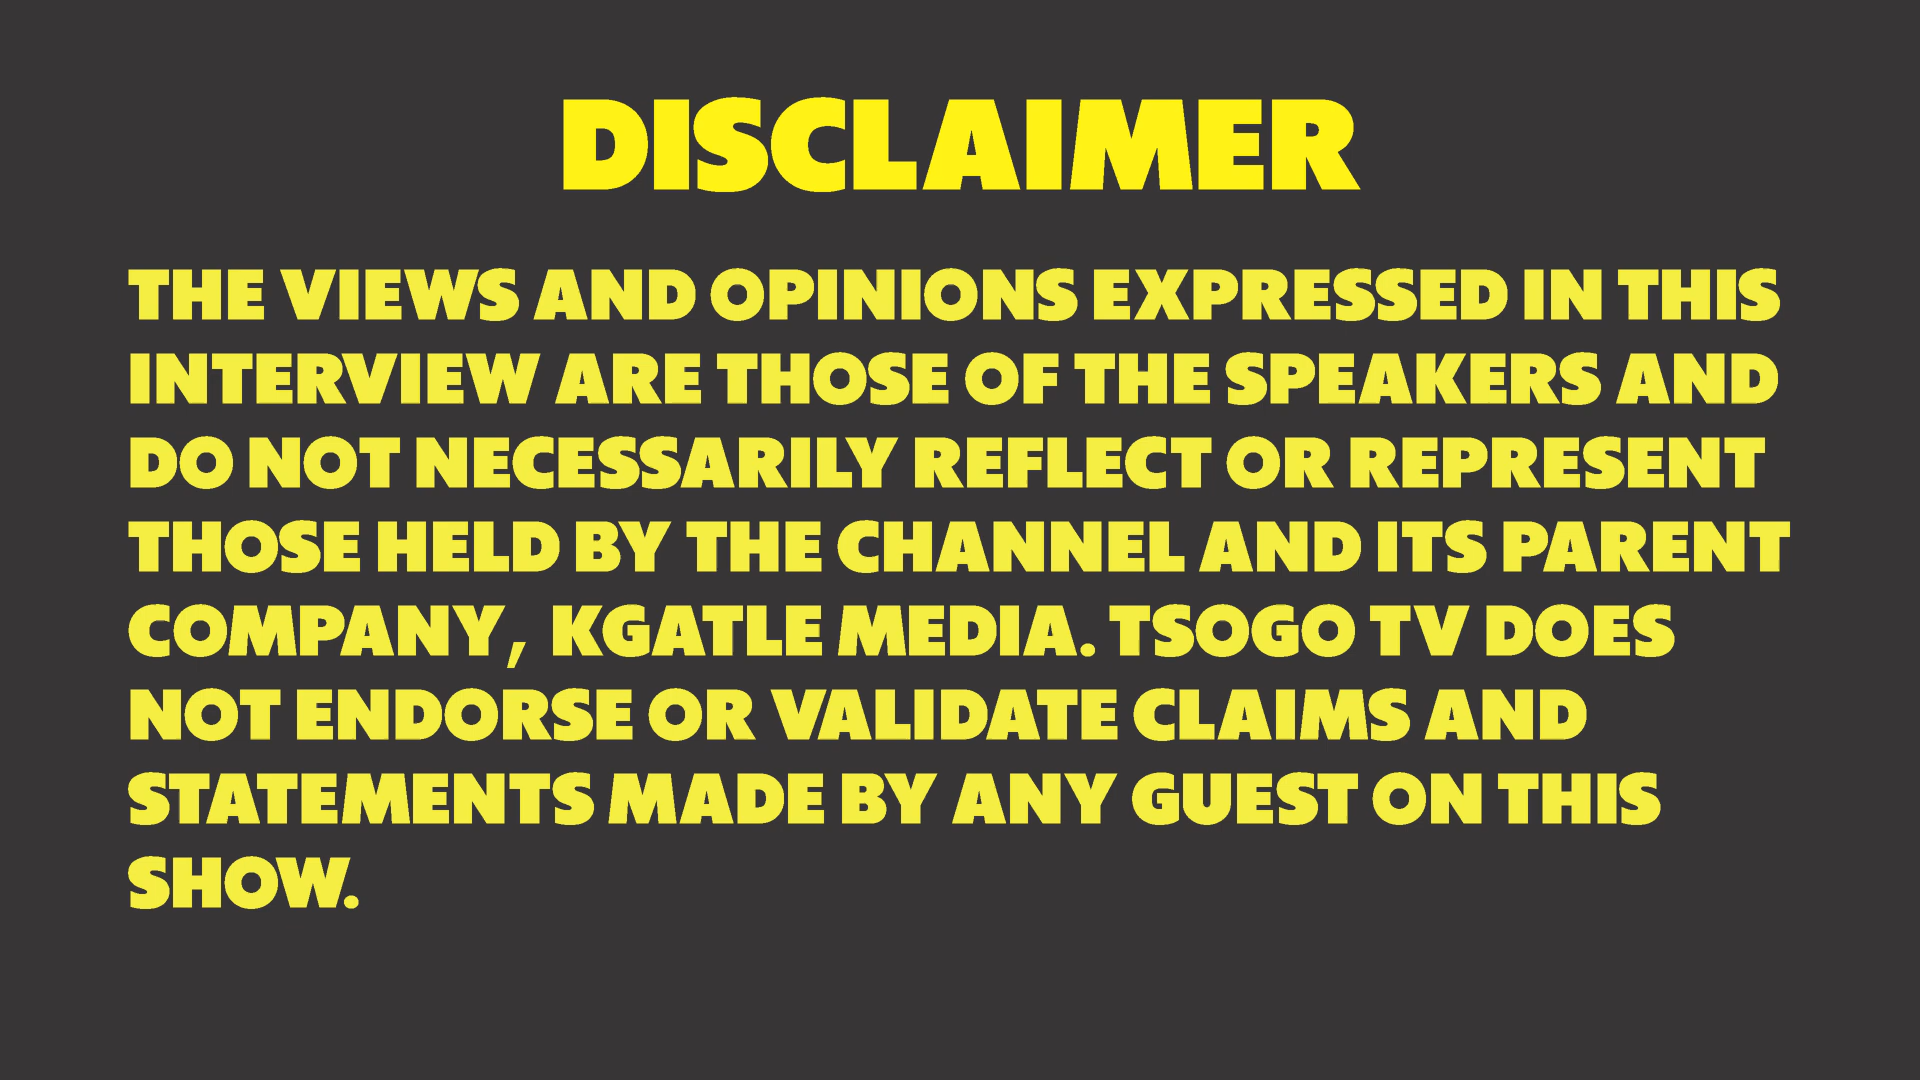 DISCLAIMER
THE VIEWS AND OPINIONS EXPRESSED IN THIS
INTERVIEW ARE THOSE OF THE SPEAKERS AND
DO NOT NECESSARILY REFLECT OR REPRESENT
THOSE HELD BY THE CHANNEL AND ITS PARENT
COMPANY, KGATLE MEDIA. TSOGO TV DOES
NOT ENDORSE OR VALIDATE CLAIMS AND
STATEMENTS MADE BY ANY GUEST ON THIS
SHOW.